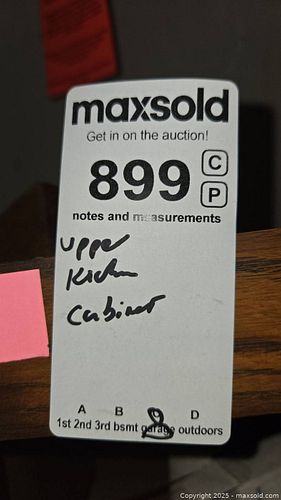 maxsold
Get in on the auction!
899 C
P
notes and measurements
upper
Kichn
Cabinet
A B D
1st 2nd 3rd bsmt garage outdoors
Copyright 2025 - maxsold.com